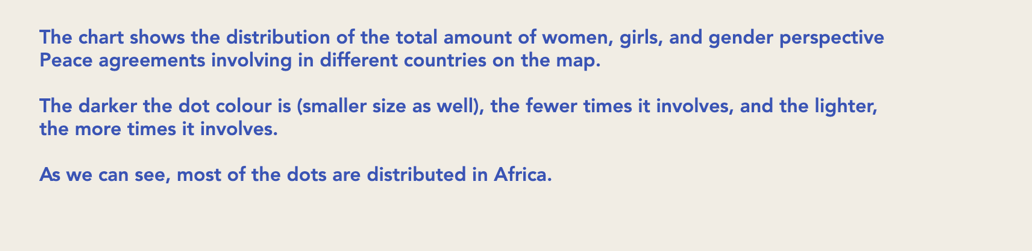 The chart shows the distribution of the total amount of women, girls, and gender perspective
Peace agreements involving in different countries on the map.
The darker the dot colour is (smaller size as well), the fewer times it involves, and the lighter,
the more times it involves.
As we can see, most of the dots are distributed in Africa.